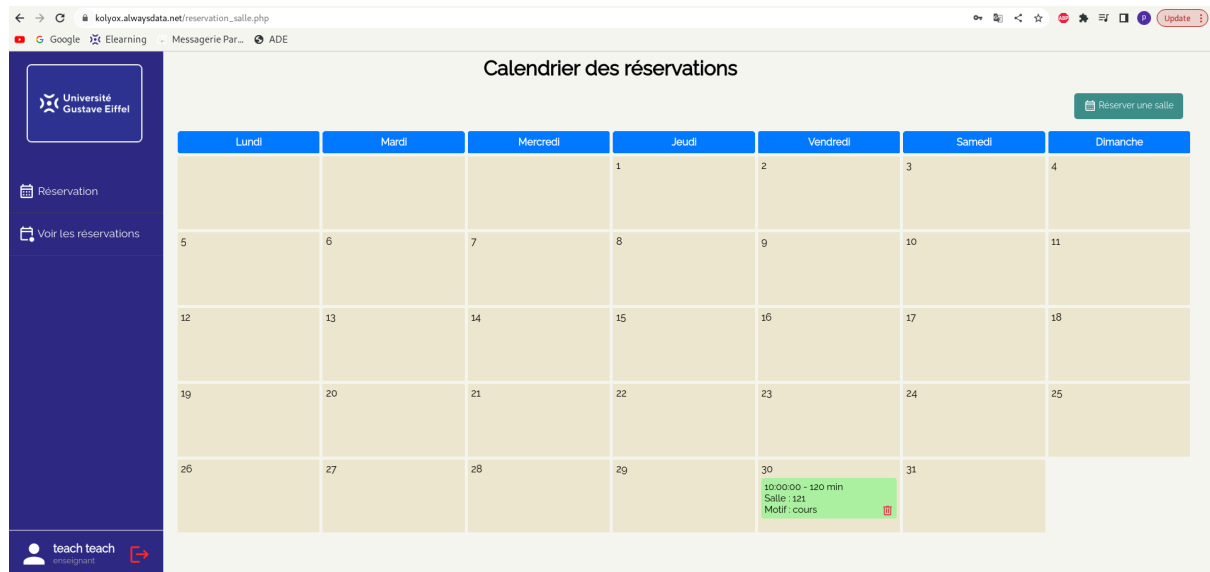 kolyox.alwaysdata.net/reservation_salle.php
Update
Google Elearning Messagerie Par... ADE
Université
Gustave Eiffel
Calendrier des réservations
Réserver une salle
Lundi Mardi Mercredi Jeudi Vendredi Samedi Dimanche
1 2 3 4
Réservation
Voir les réservations
5 6 7 8 9 10 11
12 13 14 15 16 17 18
19 20 21 22 23 24 25
26 27 28 29 30 31
10:00:00 - 120 min
Salle : 121
Motif : cours
teach teach
enseignant